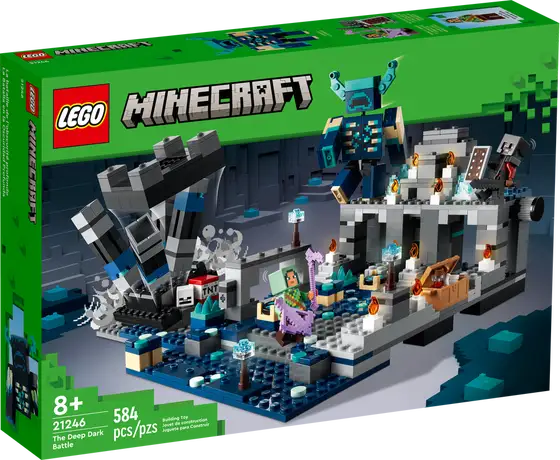 LEGO
MINECRAFT
8+
21246
The Deep Dark
Battle
584
pcs/pzs
Building Toy
Jouet de construction
Juguete para Construir
LEGO
MINECRAFT
21246